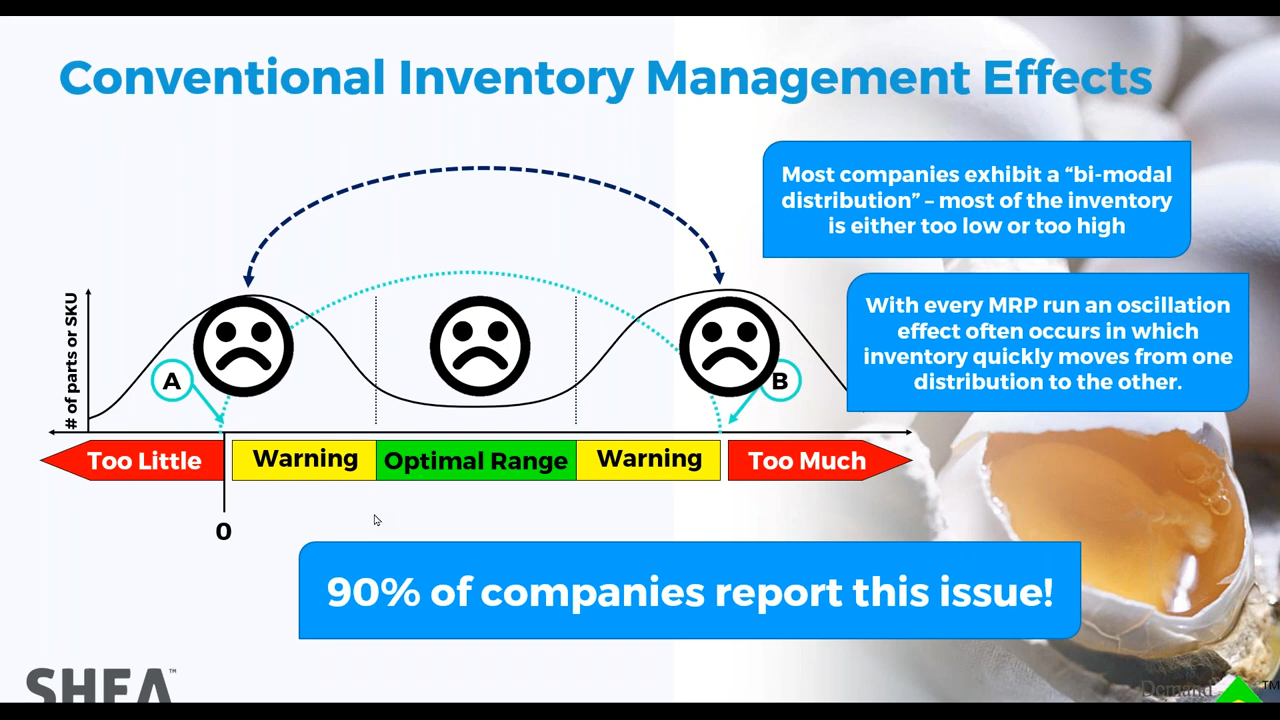 Conventional Inventory Management Effects
Most companies exhibit a “bi-modal
distribution” – most of the inventory
is either too low or too high
With every MRP run an oscillation
effect often occurs in which
inventory quickly moves from one
distribution to the other.
# of parts or SKU
A
B
Too Little
Warning
Optimal Range
Warning
Too Much
0
90% of companies report this issue!
SHEA™
Demand
TM